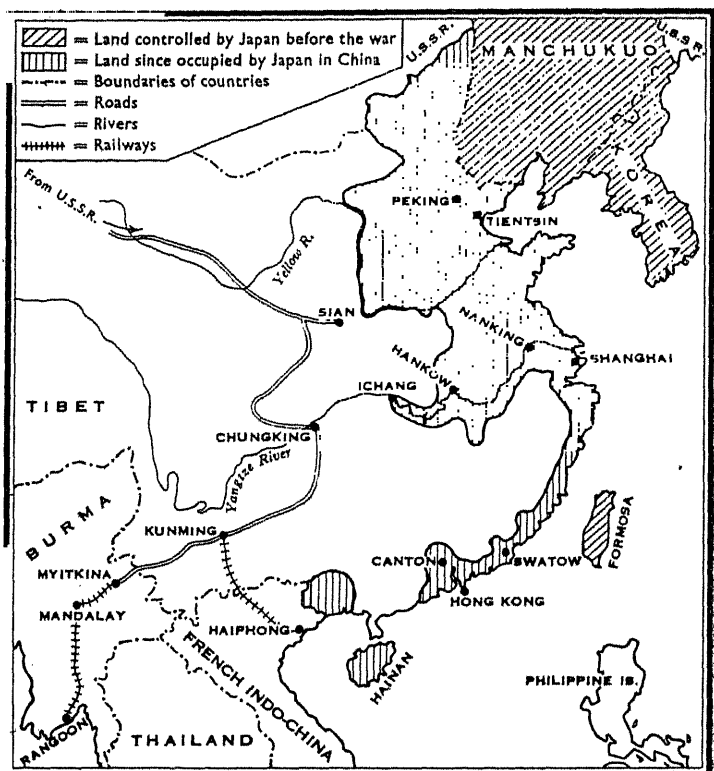 = Land controlled by Japan before the war
= Land since occupied by Japan in China
= Boundaries of countries
= Roads
= Rivers
= Railways
U.S.S.R.
MANCHUKUO
U.S.S.R.
KOREA
From U.S.S.R.
PEKING
TIENTSIN
Yellow R.
SIAN
NANKING
SHANGHAI
HANKOW
ICHANG
TIBET
CHUNGKING
Yangtze River
BURMA
KUNMING
FORMOSA
MYITKINA
CANTON
SWATOW
MANDALAY
HONG KONG
HAIPHONG
FRENCH INDO-CHINA
HAINAN
PHILIPPINE IS.
RANGOON
THAILAND